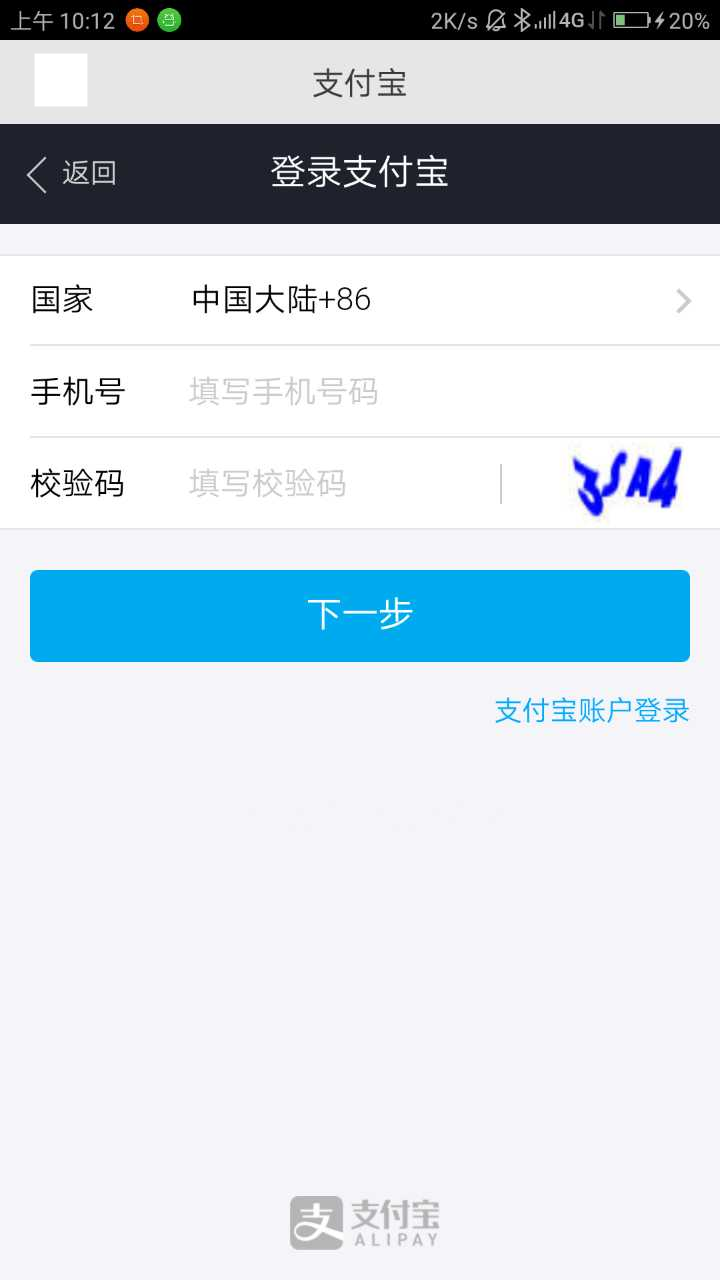 上午 10:12 2K/s 4G 20%
支付宝
返回 登录支付宝
国家 中国大陆+86
手机号 填写手机号码
校验码 填写校验码 3SA4
下一步
支付宝账户登录
支 支付宝
ALIPAY